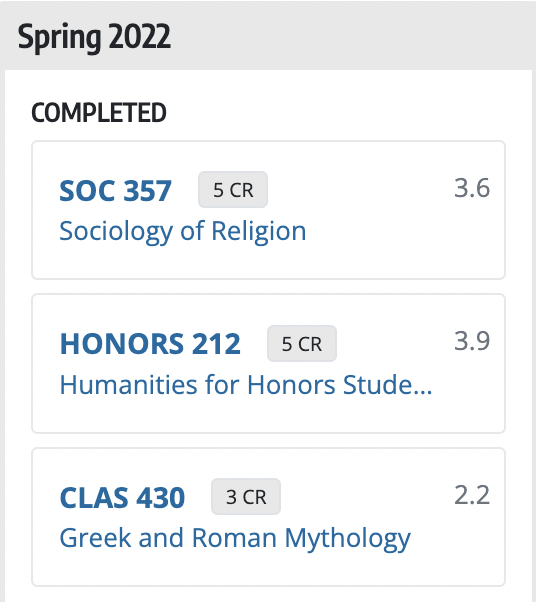 Spring 2022
COMPLETED
SOC 357 5 CR 3.6
Sociology of Religion
HONORS 212 5 CR 3.9
Humanities for Honors Stude...
CLAS 430 3 CR 2.2
Greek and Roman Mythology